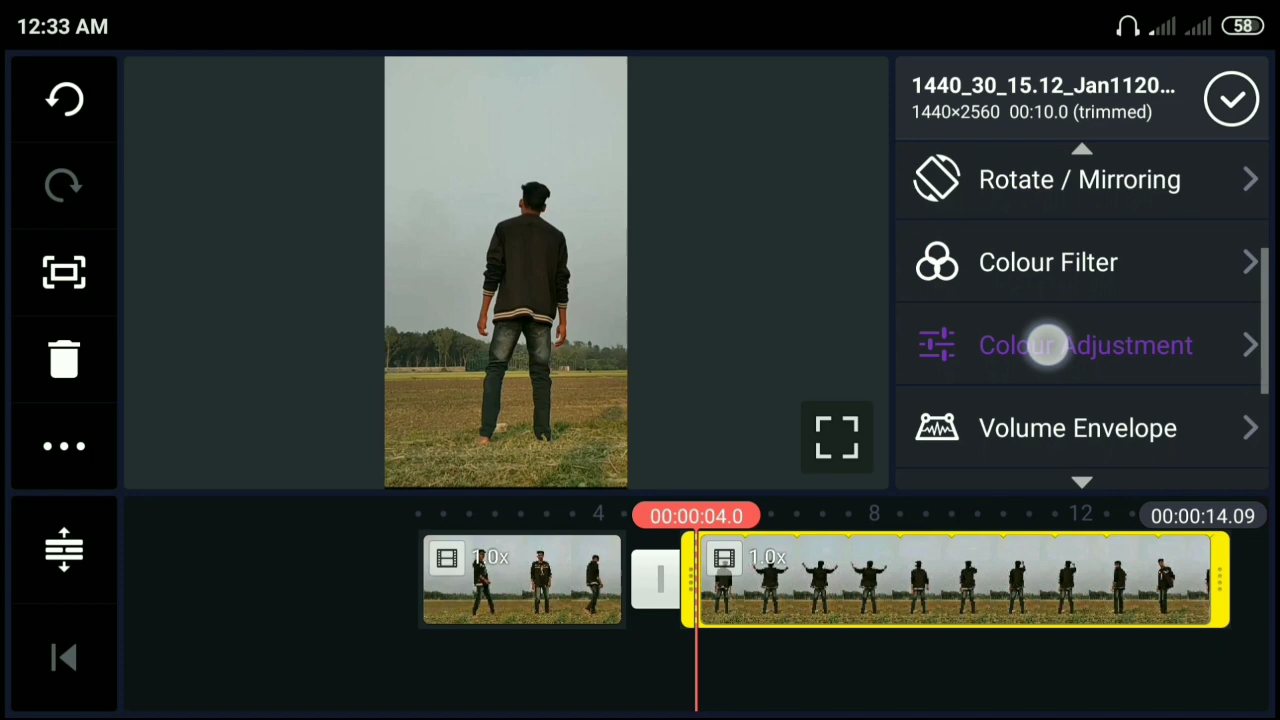 12:33 AM
58
1440_30_15.12_Jan1120...
1440×2560 00:10.0 (trimmed)
Rotate / Mirroring
Colour Filter
Colour Adjustment
Volume Envelope
4
00:00:04.0
8
12
00:00:14.09
1.0x
1.0x